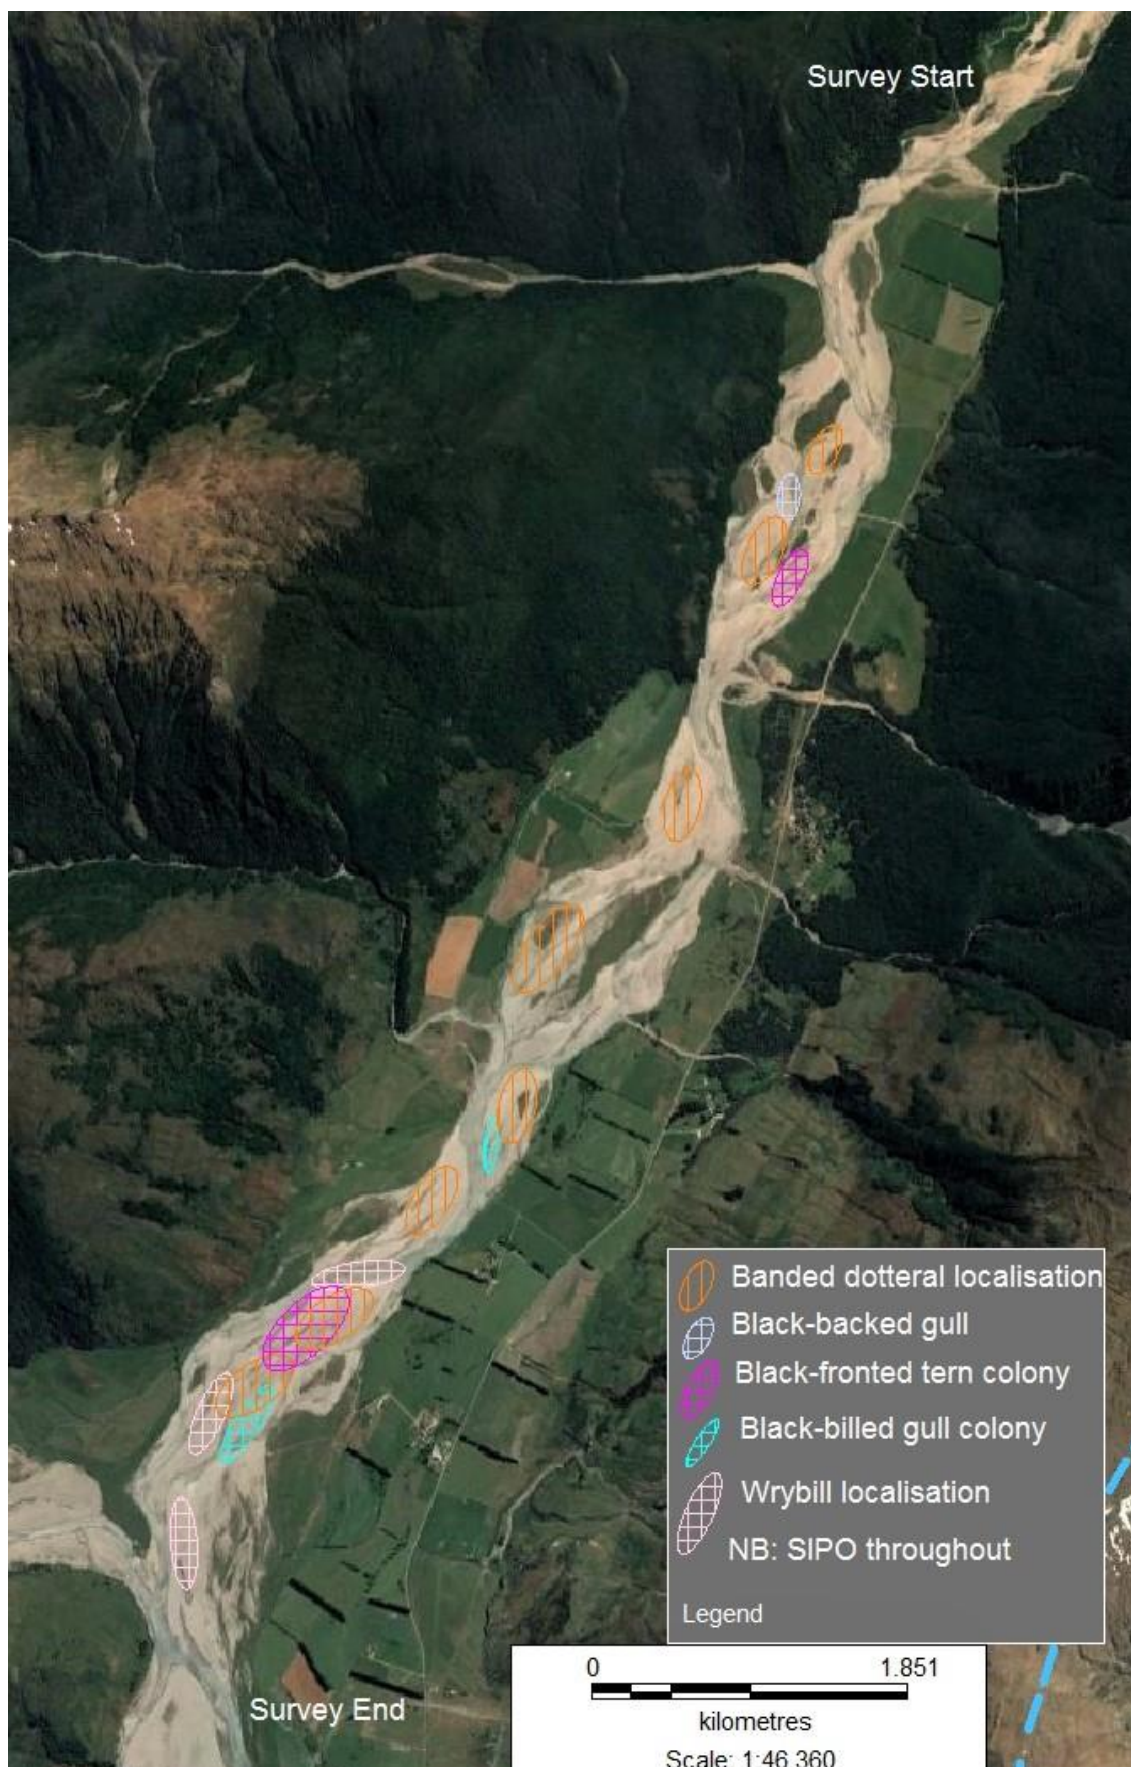 Survey Start
Banded dotteral localisation
Black-backed gull
Black-fronted tern colony
Black-billed gull colony
Wrybill localisation
NB: SIPO throughout
Legend
0 1.851
kilometres
Survey End
Scale: 1:46 360